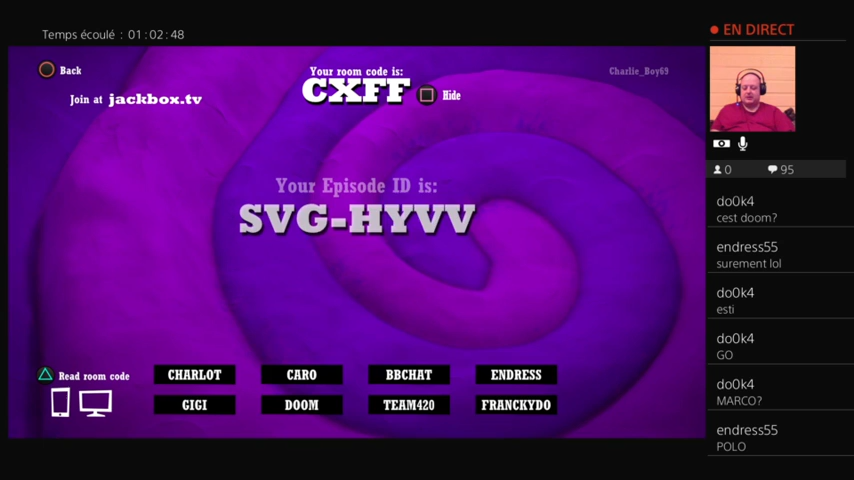 Temps écoulé : 01:02:48
EN DIRECT
Back
Your room code is:
CXFF
Hide
Charlie_Boy69
Join at jackbox.tv
Your Episode ID is:
SVG-HYVV
0
95
do0k4
cest doom?
endress55
surement lol
do0k4
esti
do0k4
GO
do0k4
MARCO?
endress55
POLO
Read room code
CHARLOT
CARO
BBCHAT
ENDRESS
GIGI
DOOM
TEAM420
FRANCKYDO